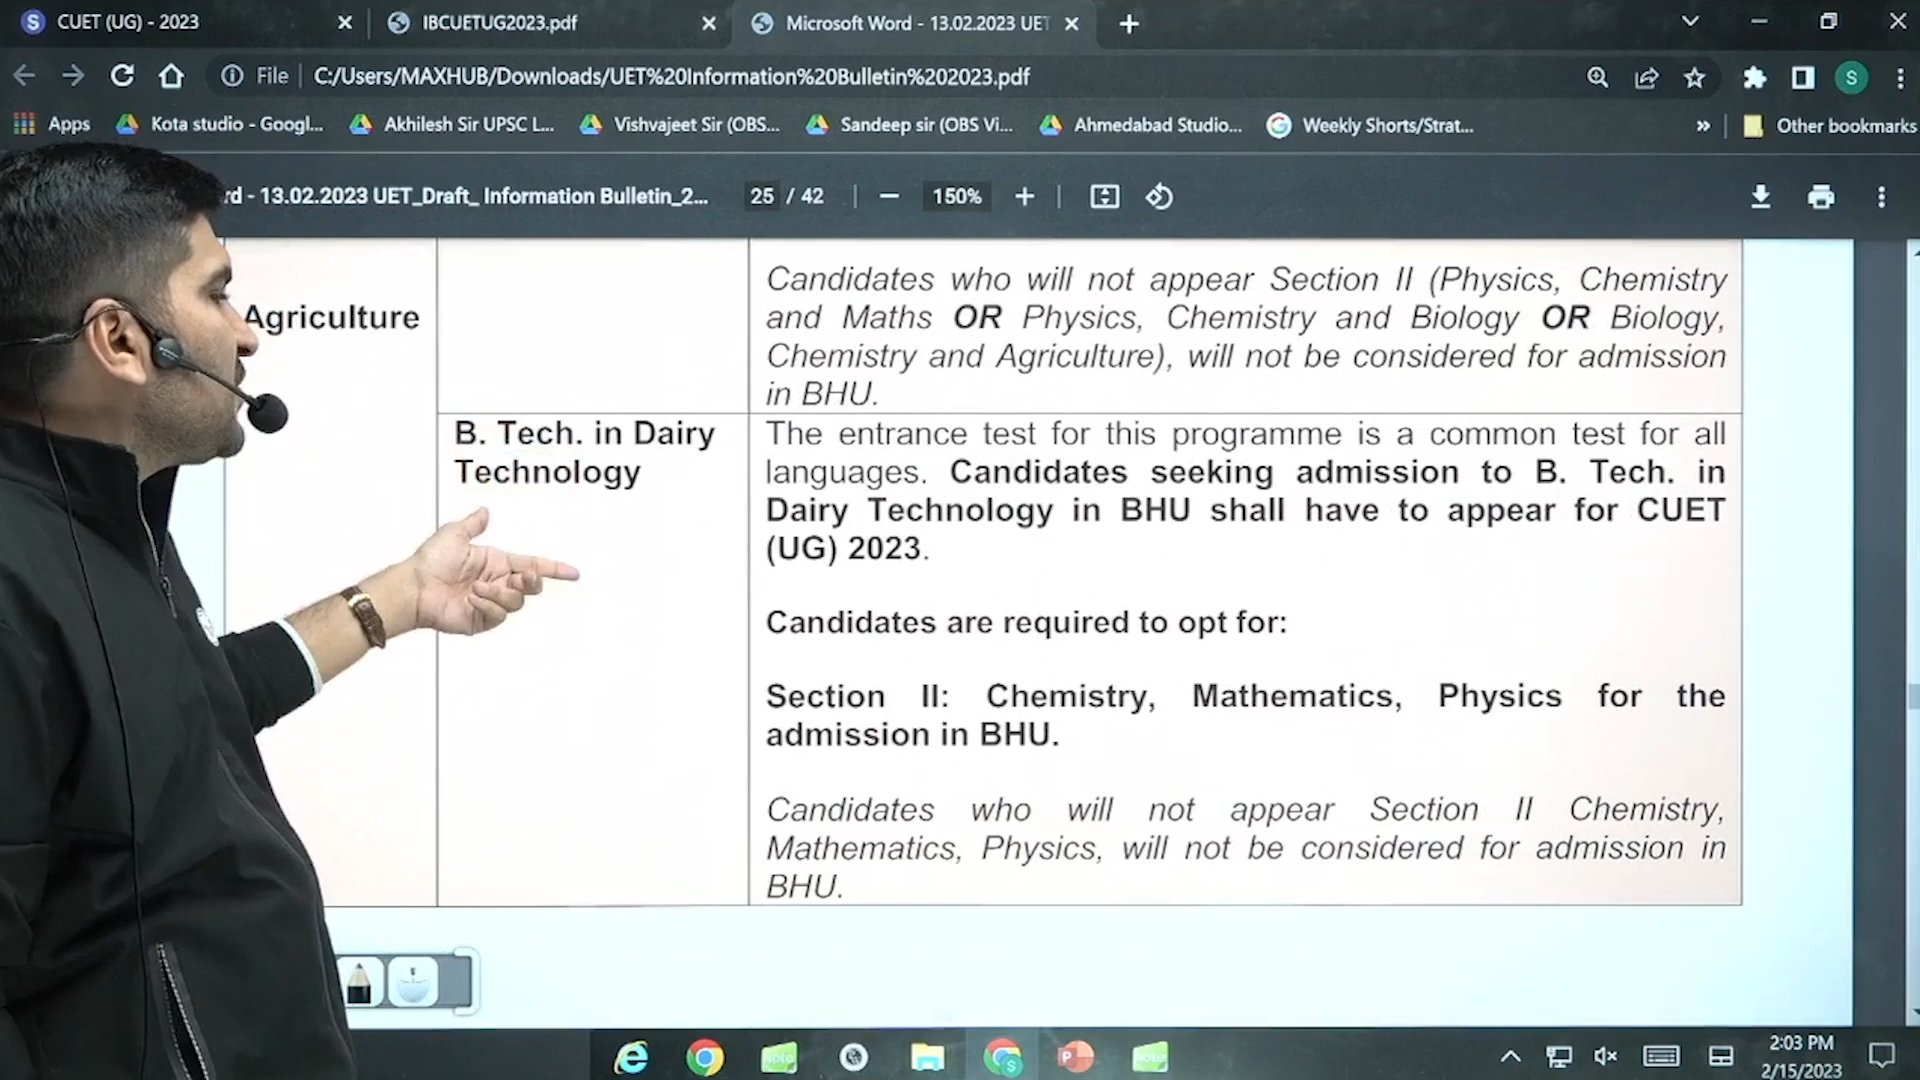 CUET (UG) - 2023
IBCUETUG2023.pdf
Microsoft Word - 13.02.2023 UET
File
C:/Users/MAXHUB/Downloads/UET%20Information%20Bulletin%202023.pdf
S
Apps
Kota studio - Googl...
Akhilesh Sir UPSC L...
Vishvajeet Sir (OBS...
Sandeep sir (OBS Vi...
Ahmedabad Studio...
Weekly Shorts/Strat...
Other bookmarks
rd - 13.02.2023 UET_Draft_ Information Bulletin_2...
25 / 42
150%
Agriculture
Candidates who will not appear Section II (Physics, Chemistry
and Maths OR Physics, Chemistry and Biology OR Biology,
Chemistry and Agriculture), will not be considered for admission
in BHU.
B. Tech. in Dairy
Technology
The entrance test for this programme is a common test for all
languages. Candidates seeking admission to B. Tech. in
Dairy Technology in BHU shall have to appear for CUET
(UG) 2023.
Candidates are required to opt for:
Section II: Chemistry, Mathematics, Physics for the
admission in BHU.
Candidates who will not appear Section II Chemistry,
Mathematics, Physics, will not be considered for admission in
BHU.
2:03 PM
2/15/2023